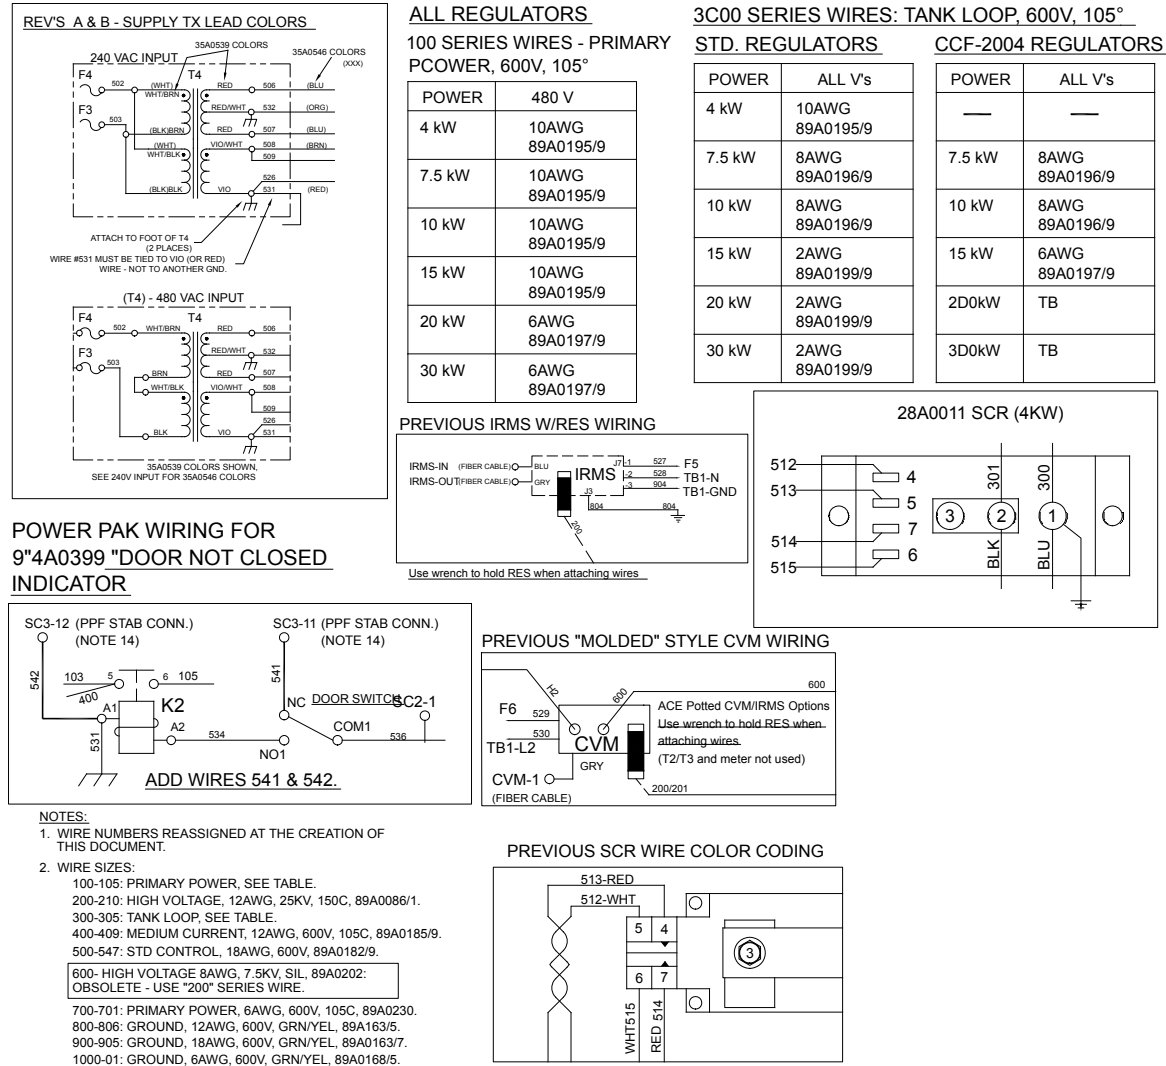 REV'S A & B - SUPPLY TX LEAD COLORS
35A0539 COLORS
35A0546 COLORS
(XXX)
240 VAC INPUT
F4
502
(WHT)
WHT/BRN
T4
RED
506
(BLU
F3
503
RED/WHT
532
(ORG)
(BLK)BRN
RED
507
(BLU)
(WHT)
WHT/BLK
VIO/WHT
508
(BRN)
509
526
(BLK)BLK
VIO
531
(RED)
ATTACH TO FOOT OF T4
(2 PLACES)
WIRE #531 MUST BE TIED TO VIO (OR RED)
WIRE - NOT TO ANOTHER GND.
(T4) - 480 VAC INPUT
F4
502
WHT/BRN
T4
RED
506
F3
503
RED/WHT
532
BRN
RED
507
WHT/BLK
VIO/WHT
508
509
526
BLK
VIO
531
35A0539 COLORS SHOWN,
SEE 240V INPUT FOR 35A0546 COLORS
ALL REGULATORS
100 SERIES WIRES - PRIMARY
PCOWER, 600V, 105°
POWER 480 V
4 kW 10AWG
89A0195/9
7.5 kW 10AWG
89A0195/9
10 kW 10AWG
89A0195/9
15 kW 10AWG
89A0195/9
20 kW 6AWG
89A0197/9
30 kW 6AWG
89A0197/9
3C00 SERIES WIRES: TANK LOOP, 600V, 105°
STD. REGULATORS
POWER ALL V's
4 kW 10AWG
89A0195/9
7.5 kW 8AWG
89A0196/9
10 kW 8AWG
89A0196/9
15 kW 2AWG
89A0199/9
20 kW 2AWG
89A0199/9
30 kW 2AWG
89A0199/9
CCF-2004 REGULATORS
POWER ALL V's
— —
7.5 kW 8AWG
89A0196/9
10 kW 8AWG
89A0196/9
15 kW 6AWG
89A0197/9
2D0kW TB
3D0kW TB
PREVIOUS IRMS W/RES WIRING
IRMS-IN (FIBER CABLE)
BLU
J7
-1
527
F5
IRMS-OUT(FIBER CABLE)
GRY
IRMS
-2
528
TB1-N
-3
904
TB1-GND
J3
804
804
200
Use wrench to hold RES when attaching wires
28A0011 SCR (4KW)
512
4
301
300
513
5
3
2
1
514
7
515
6
BLK
BLU
POWER PAK WIRING FOR
9"4A0399 "DOOR NOT CLOSED
INDICATOR
SC3-12 (PPF STAB CONN.)
(NOTE 14)
SC3-11 (PPF STAB CONN.)
(NOTE 14)
542
103
5
6
105
400
541
A1
K2
NC
DOOR SWITCH
SC2-1
A2
COM1
531
534
NO1
536
ADD WIRES 541 & 542.
PREVIOUS "MOLDED" STYLE CVM WIRING
H2
600
600
F6
529
530
TB1-L2
CVM
GRY
CVM-1
(FIBER CABLE)
ACE Potted CVM/IRMS Options
Use wrench to hold RES when
attaching wires
(T2/T3 and meter not used)
200/201
NOTES:
1. WIRE NUMBERS REASSIGNED AT THE CREATION OF
THIS DOCUMENT.
2. WIRE SIZES:
100-105: PRIMARY POWER, SEE TABLE.
200-210: HIGH VOLTAGE, 12AWG, 25KV, 150C, 89A0086/1.
300-305: TANK LOOP, SEE TABLE.
400-409: MEDIUM CURRENT, 12AWG, 600V, 105C, 89A0185/9.
500-547: STD CONTROL, 18AWG, 600V, 89A0182/9.
600- HIGH VOLTAGE 8AWG, 7.5KV, SIL, 89A0202:
OBSOLETE - USE "200" SERIES WIRE.
700-701: PRIMARY POWER, 6AWG, 600V, 105C, 89A0230.
800-806: GROUND, 12AWG, 600V, GRN/YEL, 89A163/5.
900-905: GROUND, 18AWG, 600V, GRN/YEL, 89A0163/7.
1000-01: GROUND, 6AWG, 600V, GRN/YEL, 89A0168/5.
PREVIOUS SCR WIRE COLOR CODING
513-RED
512-WHT
5
4
3
6
7
WHT515
RED 514